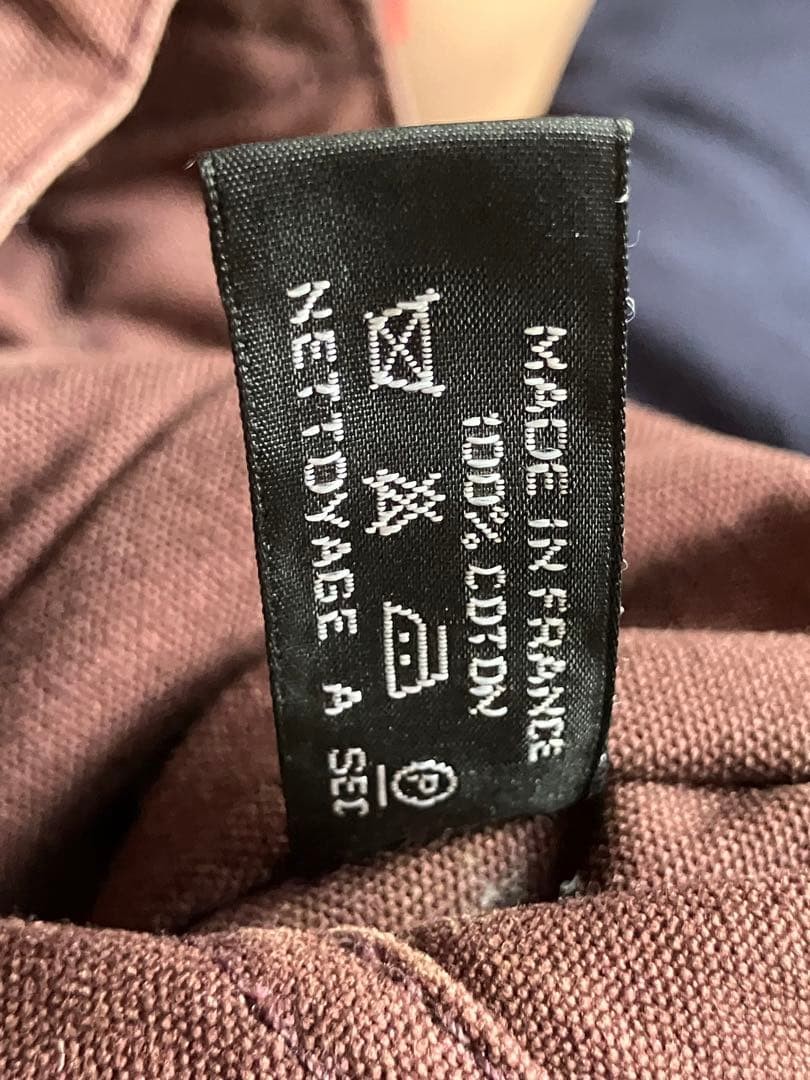 MADE IN FRANCE
100% COTON
P
NETTOYAGE A SEC